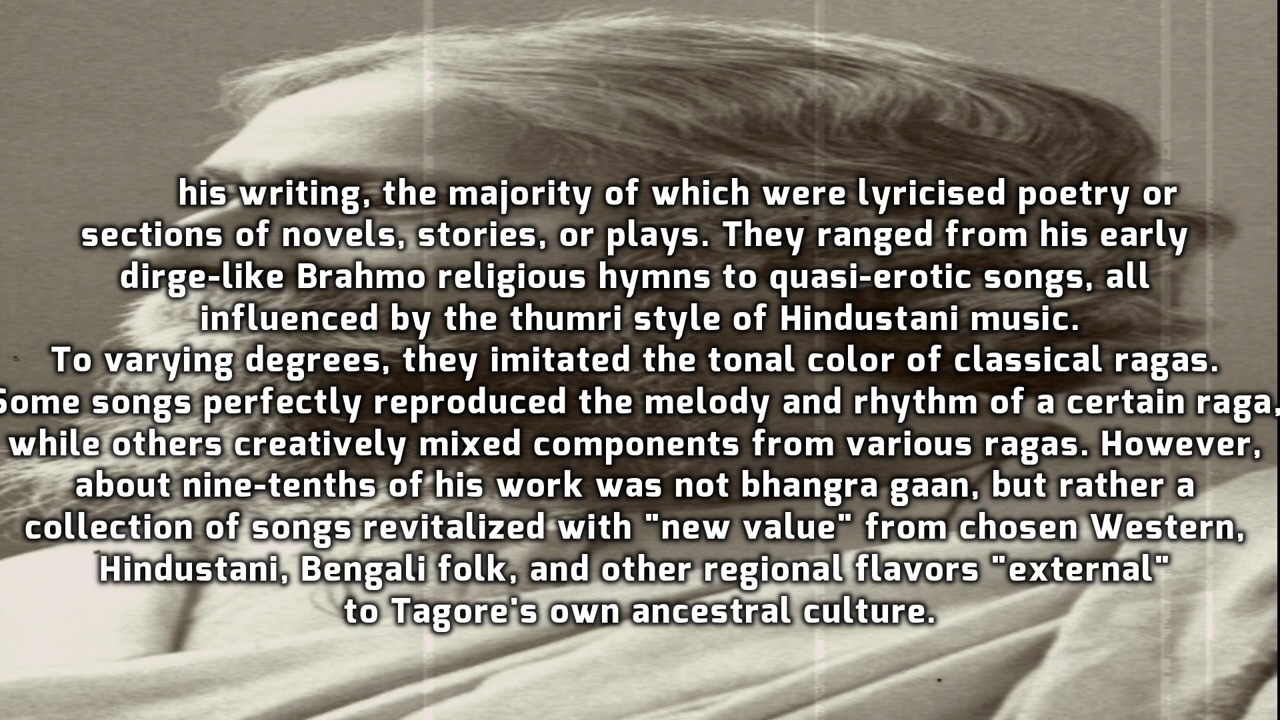 his writing, the majority of which were lyricised poetry or
sections of novels, stories, or plays. They ranged from his early
dirge-like Brahmo religious hymns to quasi-erotic songs, all
influenced by the thumri style of Hindustani music.
To varying degrees, they imitated the tonal color of classical ragas.
Some songs perfectly reproduced the melody and rhythm of a certain raga,
while others creatively mixed components from various ragas. However,
about nine-tenths of his work was not bhangra gaan, but rather a
collection of songs revitalized with "new value" from chosen Western,
Hindustani, Bengali folk, and other regional flavors "external"
to Tagore's own ancestral culture.